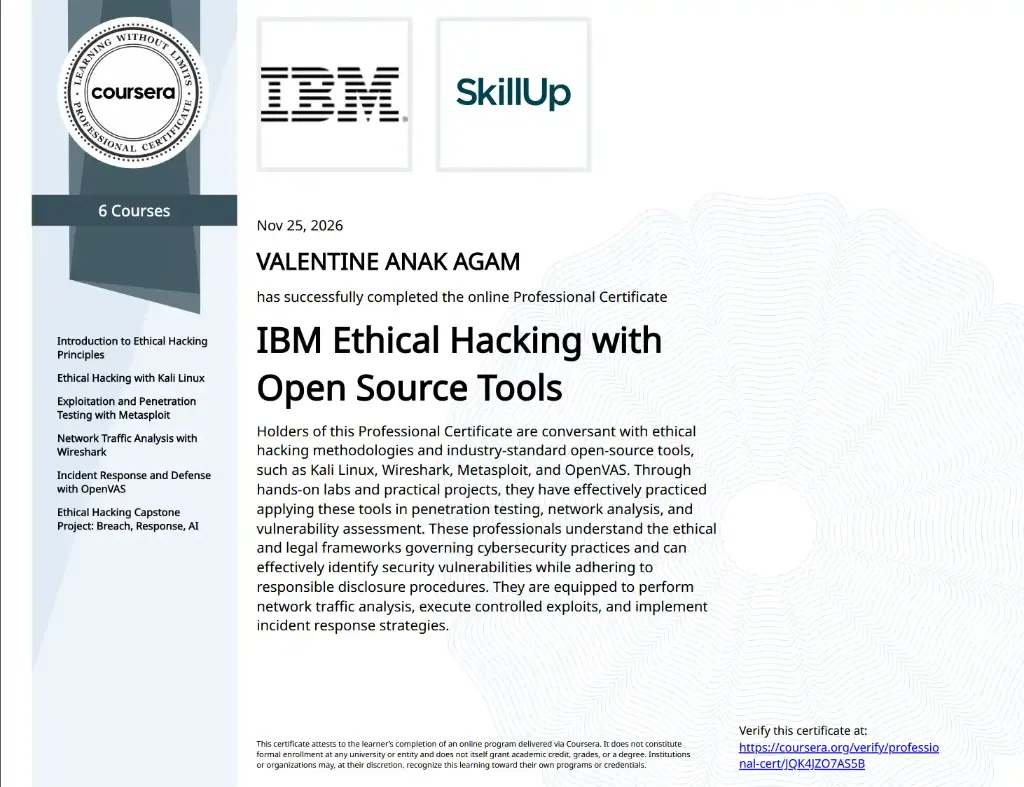 LEARNING WITHOUT LIMITS
coursera
PROFESSIONAL CERTIFICATE
IBM
SkillUp
6 Courses
Introduction to Ethical Hacking
Principles
Ethical Hacking with Kali Linux
Exploitation and Penetration
Testing with Metasploit
Network Traffic Analysis with
Wireshark
Incident Response and Defense
with OpenVAS
Ethical Hacking Capstone
Project: Breach, Response, AI
Nov 25, 2026
VALENTINE ANAK AGAM
has successfully completed the online Professional Certificate
IBM Ethical Hacking with
Open Source Tools
Holders of this Professional Certificate are conversant with ethical
hacking methodologies and industry-standard open-source tools,
such as Kali Linux, Wireshark, Metasploit, and OpenVAS. Through
hands-on labs and practical projects, they have effectively practiced
applying these tools in penetration testing, network analysis, and
vulnerability assessment. These professionals understand the ethical
and legal frameworks governing cybersecurity practices and can
effectively identify security vulnerabilities while adhering to
responsible disclosure procedures. They are equipped to perform
network traffic analysis, execute controlled exploits, and implement
incident response strategies.
This certificate attests to the learner's completion of an online program delivered via Coursera. It does not constitute
formal enrollment at any university or entity and does not itself grant academic credit, grades, or a degree. Institutions
or organizations may, at their discretion, recognize this learning toward their own programs or credentials.
Verify this certificate at:
https://coursera.org/verify/professio
nal-cert/JQK4JZO7AS5B